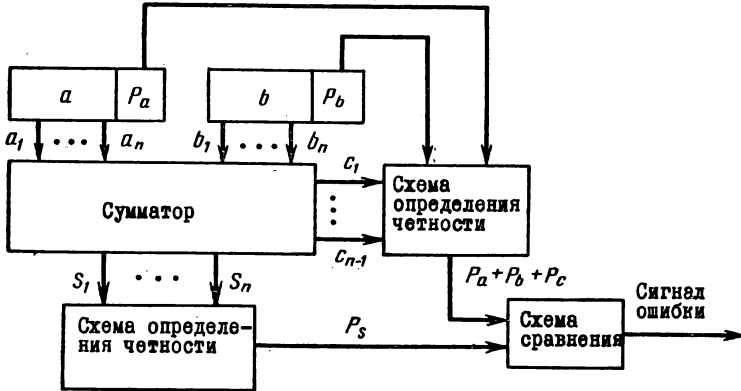 a P_a b P_b
a_1 ... a_n b_1 ... b_n
Сумматор
c_1
⋮
c_{n-1}
Схема
определения
четности
S_1 ... S_n
P_a+P_b+P_c
Схема определе-
ния четности
P_s
Схема
сравнения
Сигнал
ошибки